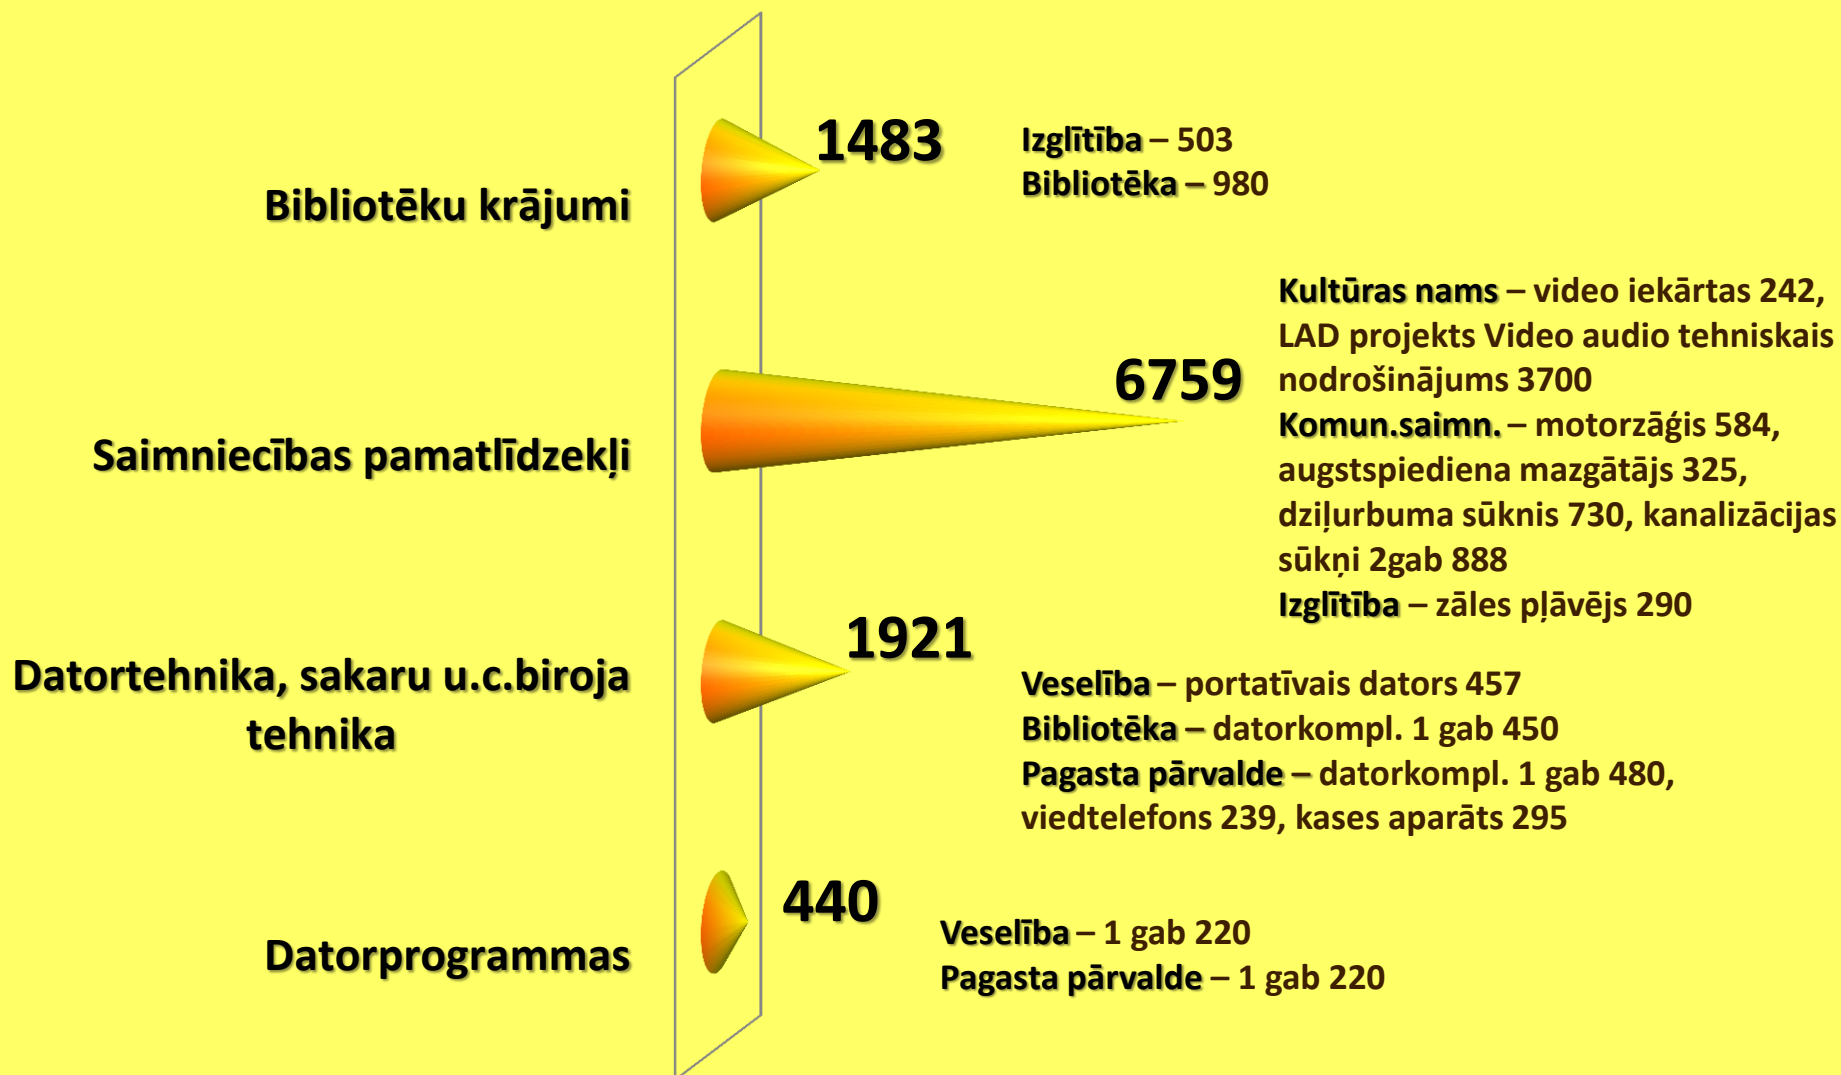 Bibliotēku krājumi
1483
Izglītība – 503
Bibliotēka – 980
Saimniecības pamatlīdzekļi
6759
Kultūras nams – video iekārtas 242,
LAD projekts Video audio tehniskais
nodrošinājums 3700
Komun.saimn. – motorzāģis 584,
augstspiediena mazgātājs 325,
dziļurbuma sūknis 730, kanalizācijas
sūkņi 2gab 888
Izglītība – zāles pļāvējs 290
Datortehnika, sakaru u.c.biroja
tehnika
1921
Veselība – portatīvais dators 457
Bibliotēka – datorkompl. 1 gab 450
Pagasta pārvalde – datorkompl. 1 gab 480,
viedtelefons 239, kases aparāts 295
Datorprogrammas
440
Veselība – 1 gab 220
Pagasta pārvalde – 1 gab 220